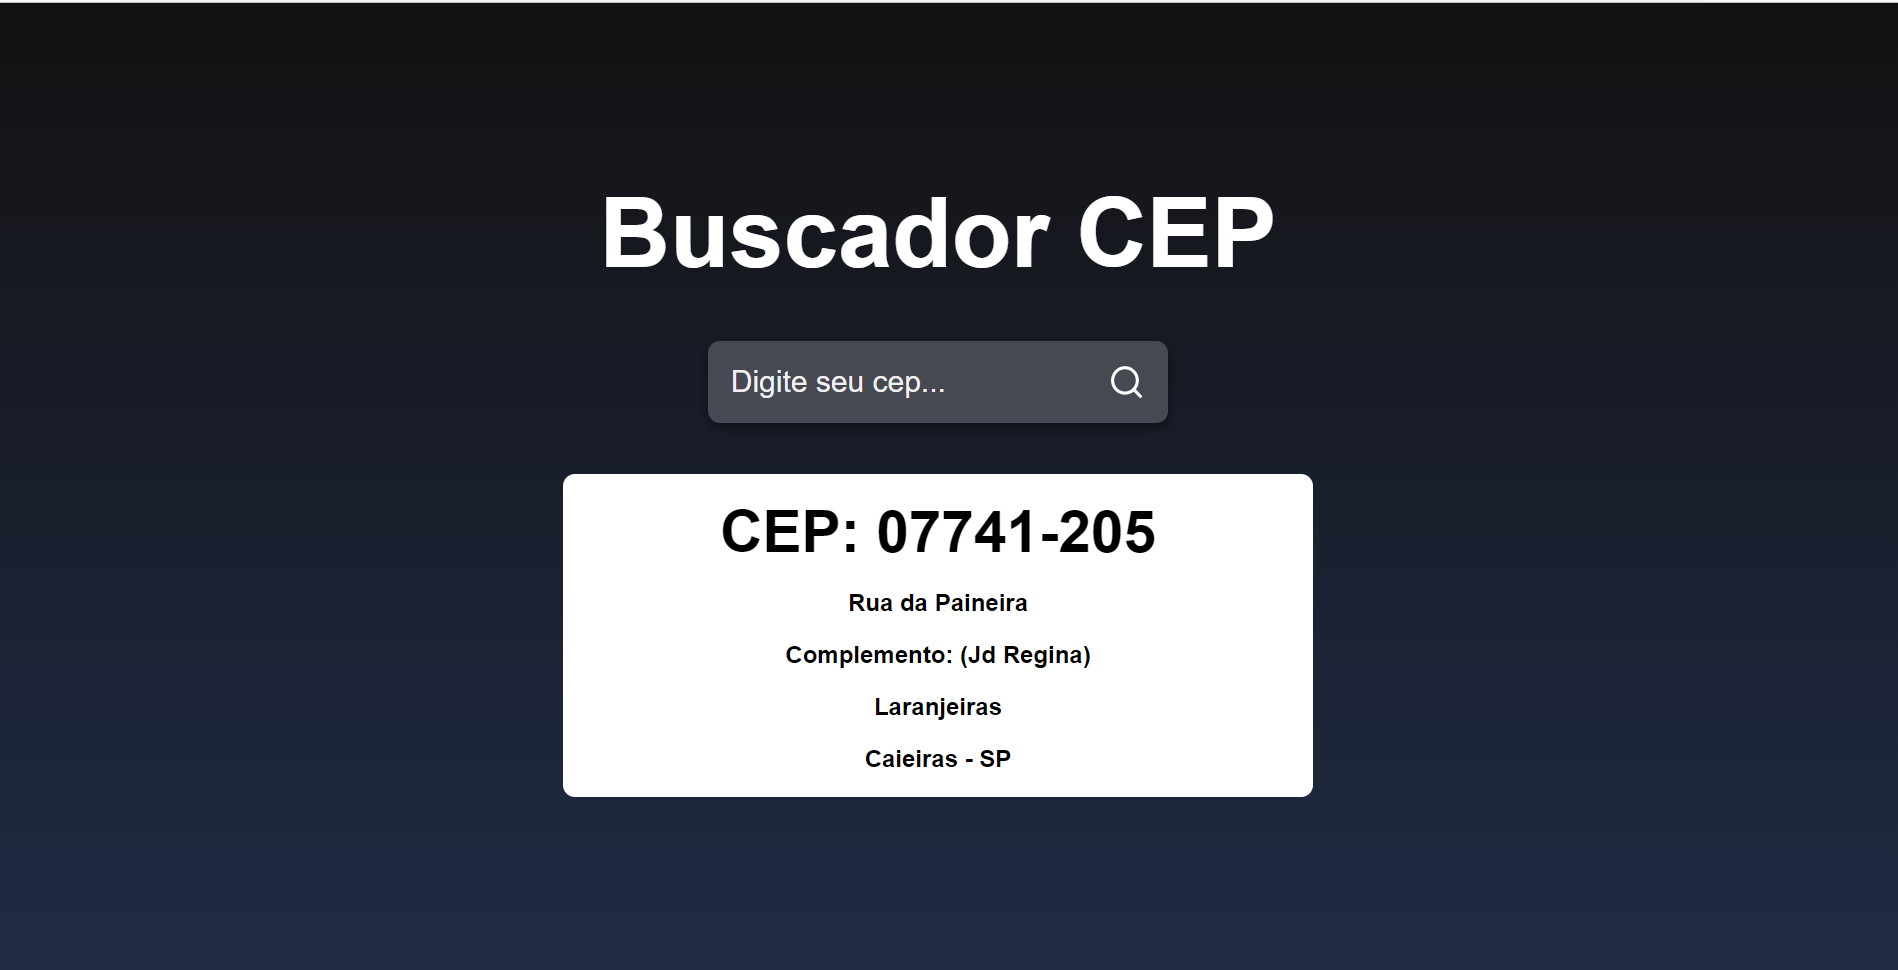 Buscador CEP
Digite seu cep...
CEP: 07741-205
Rua da Paineira
Complemento: (Jd Regina)
Laranjeiras
Caieiras - SP